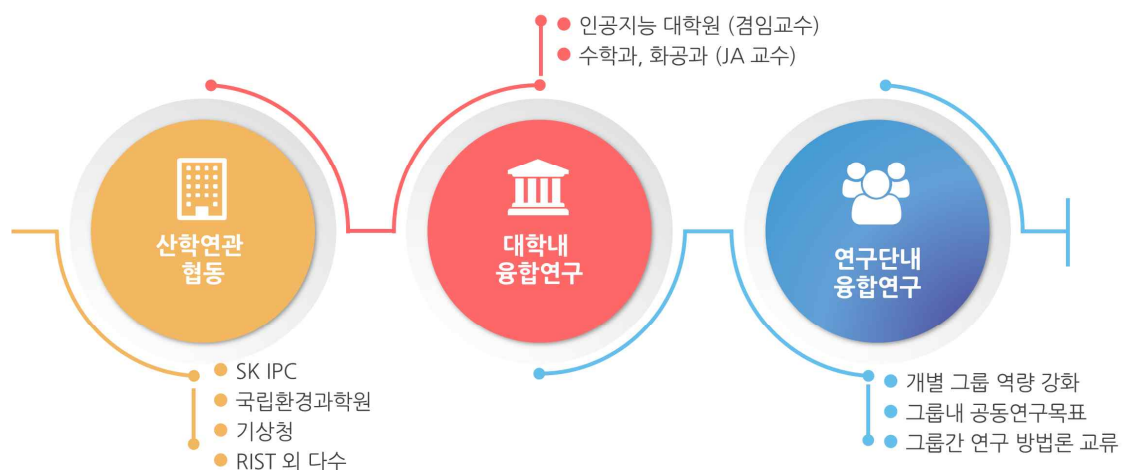 인공지능 대학원 (겸임교수)
수학과, 화공과 (JA 교수)
산학연관
협동
대학내
융합연구
연구단내
융합연구
SK IPC
국립환경과학원
기상청
RIST 외 다수
개별 그룹 역량 강화
그룹내 공동연구목표
그룹간 연구 방법론 교류